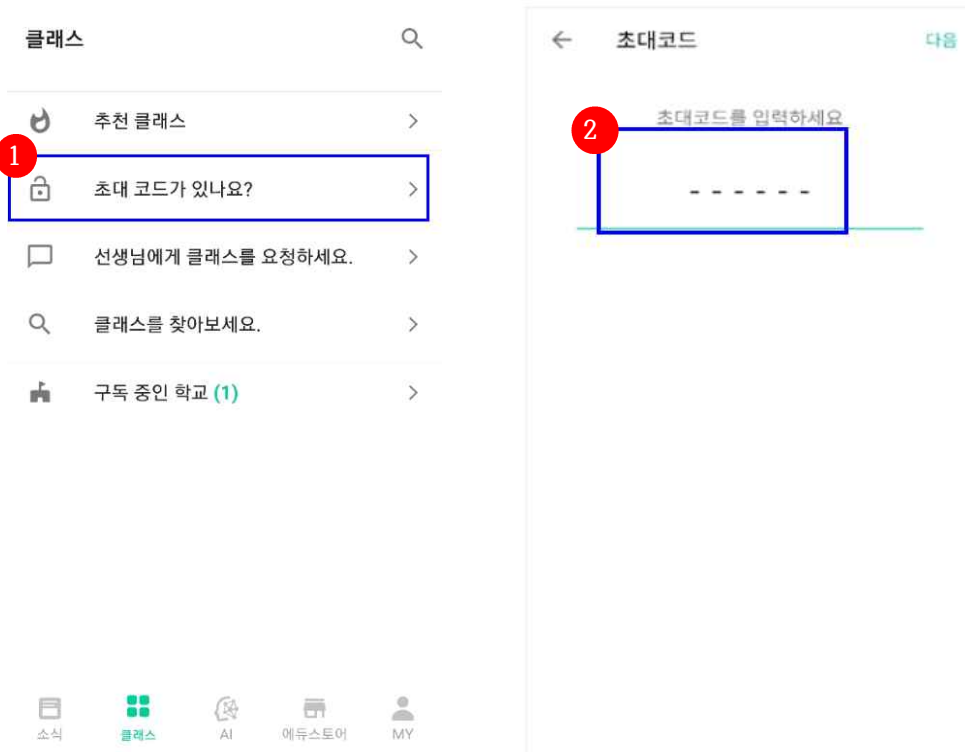 클래스
추천 클래스
1
초대 코드가 있나요?
선생님에게 클래스를 요청하세요.
클래스를 찾아보세요.
구독 중인 학교 (1)
소식
클래스
AI
에듀스토어
MY
초대코드
다음
초대코드를 입력하세요
2
- - - - - -